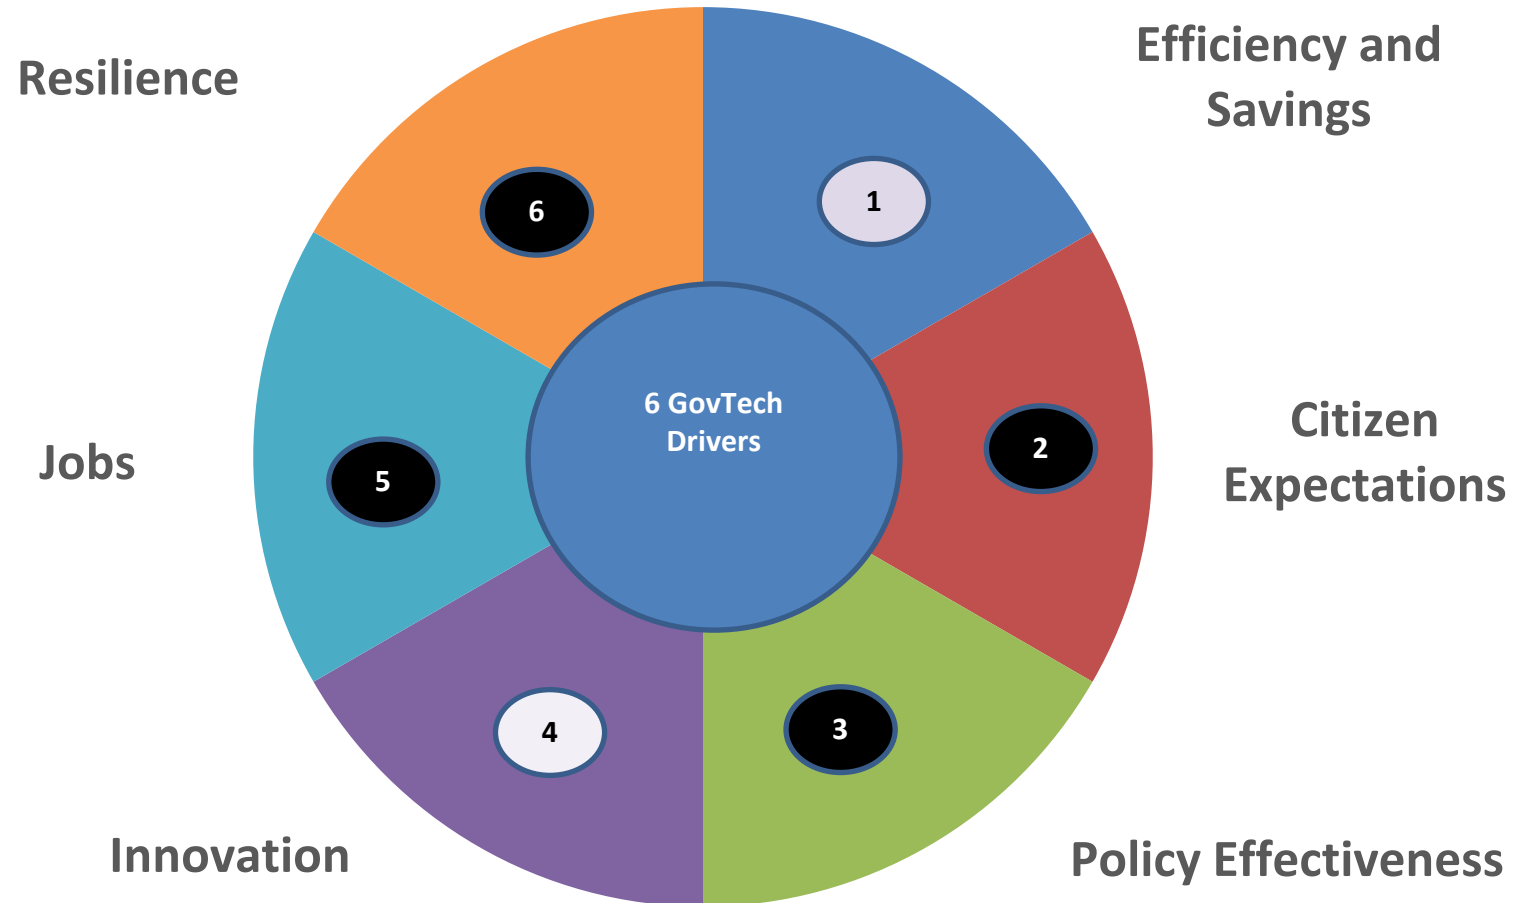 Resilience
Efficiency and
Savings
6
1
6 GovTech
Drivers
Jobs
5
2
Citizen
Expectations
4
3
Innovation
Policy Effectiveness